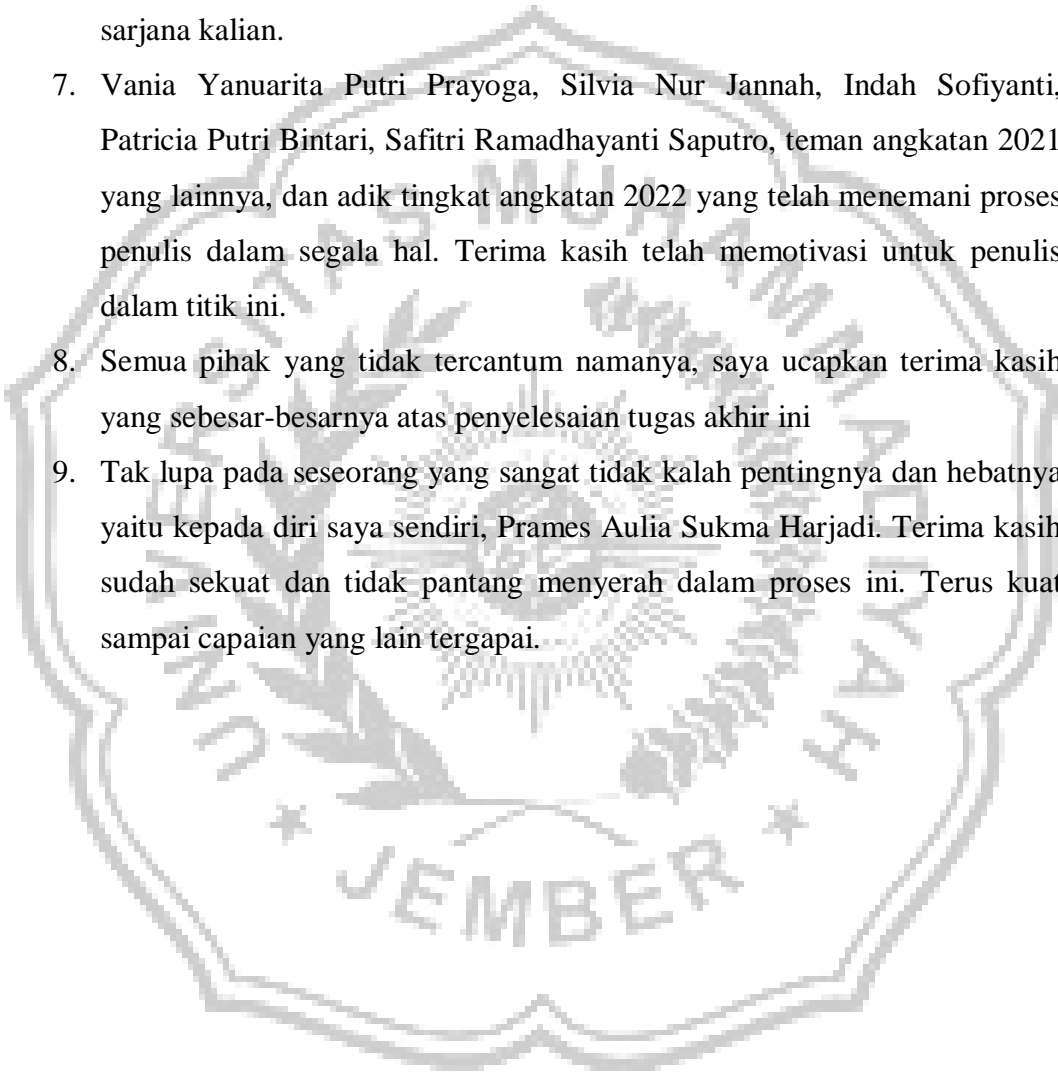 sarjana kalian.
7. Vania Yanuarita Putri Prayoga, Silvia Nur Jannah, Indah Sofiyanti,
Patricia Putri Bintari, Safitri Ramadhayanti Saputro, teman angkatan 2021
yang lainnya, dan adik tingkat angkatan 2022 yang telah menemani proses
penulis dalam segala hal. Terima kasih telah memotivasi untuk penulis
dalam titik ini.
8. Semua pihak yang tidak tercantum namanya, saya ucapkan terima kasih
yang sebesar-besarnya atas penyelesaian tugas akhir ini
9. Tak lupa pada seseorang yang sangat tidak kalah pentingnya dan hebatnya
yaitu kepada diri saya sendiri, Prames Aulia Sukma Harjadi. Terima kasih
sudah sekuat dan tidak pantang menyerah dalam proses ini. Terus kuat
sampai capaian yang lain tergapai.
UNIVERSITAS MUHAMMADIYAH
JEMBER